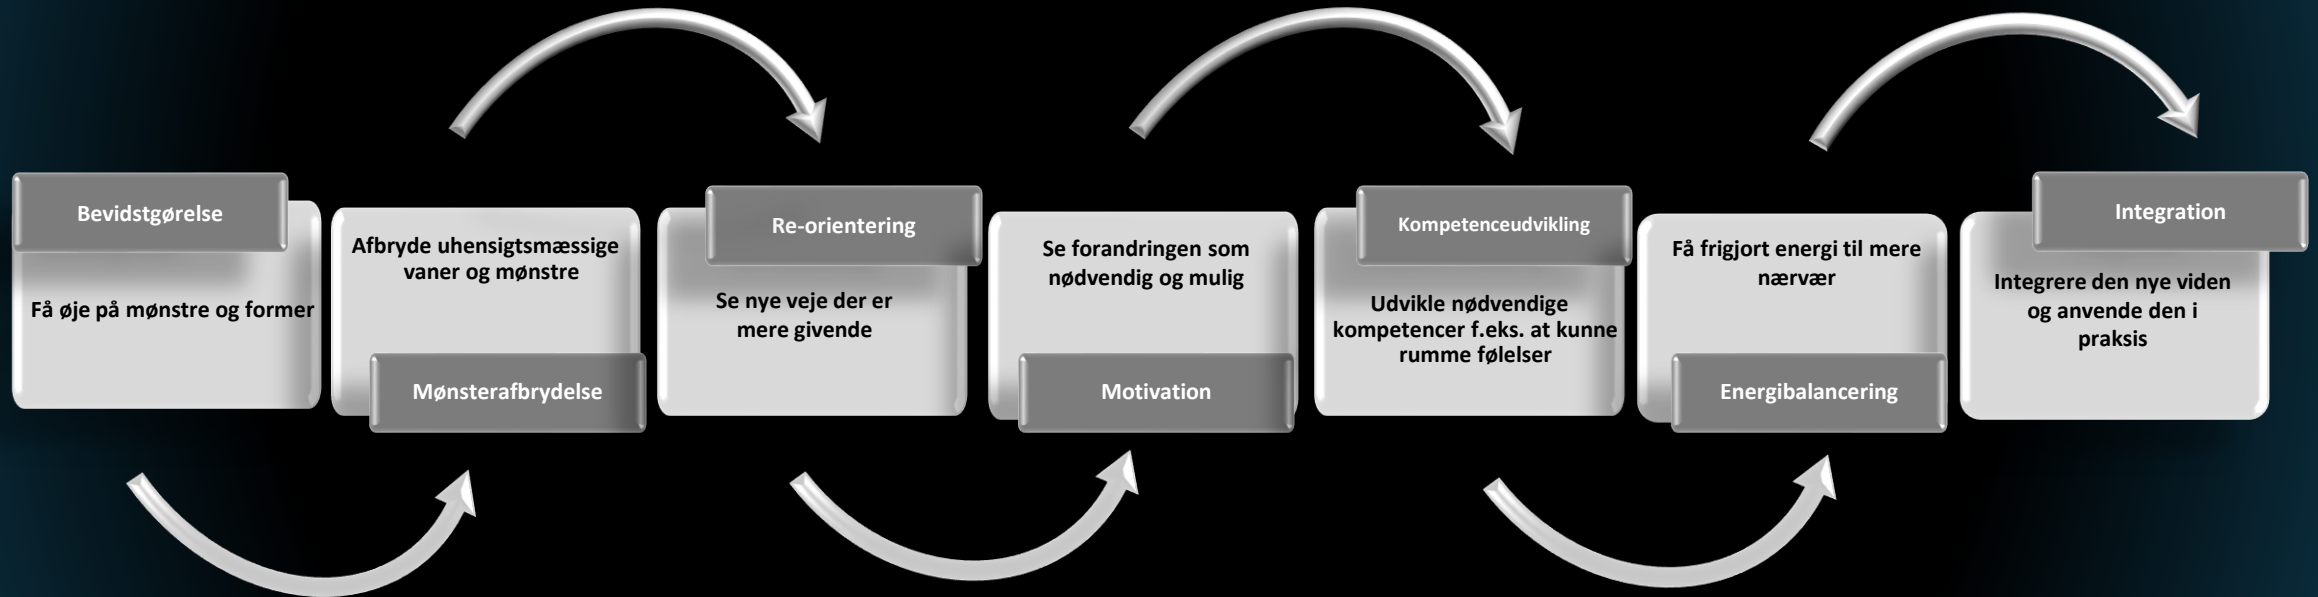 Bevidstgørelse
Få øje på mønstre og former
Afbryde uhensigtsmæssige
vaner og mønstre
Mønsterafbrydelse
Re-orientering
Se nye veje der er
mere givende
Se forandringen som
nødvendig og mulig
Motivation
Kompetenceudvikling
Udvikle nødvendige
kompetencer f.eks. at kunne
rumme følelser
Få frigjort energi til mere
nærvær
Energibalancering
Integration
Integrere den nye viden
og anvende den i
praksis